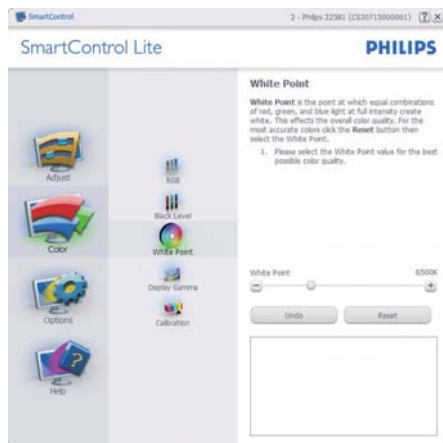 SmartControl
2 - Philips 225B1 (CS30715000001)
SmartControl Lite
PHILIPS
Adjust
Color
Options
Help
RGB
Black Level
White Point
Display Gamma
Calibration
White Point
White Point is the point at which equal combinations
of red, green, and blue light at full intensity create
white. This effects the overall color quality. For the
most accurate colors click the Reset button then
select the White Point.
1. Please select the White Point value for the best
possible color quality.
White Point 6500K
Undo Reset